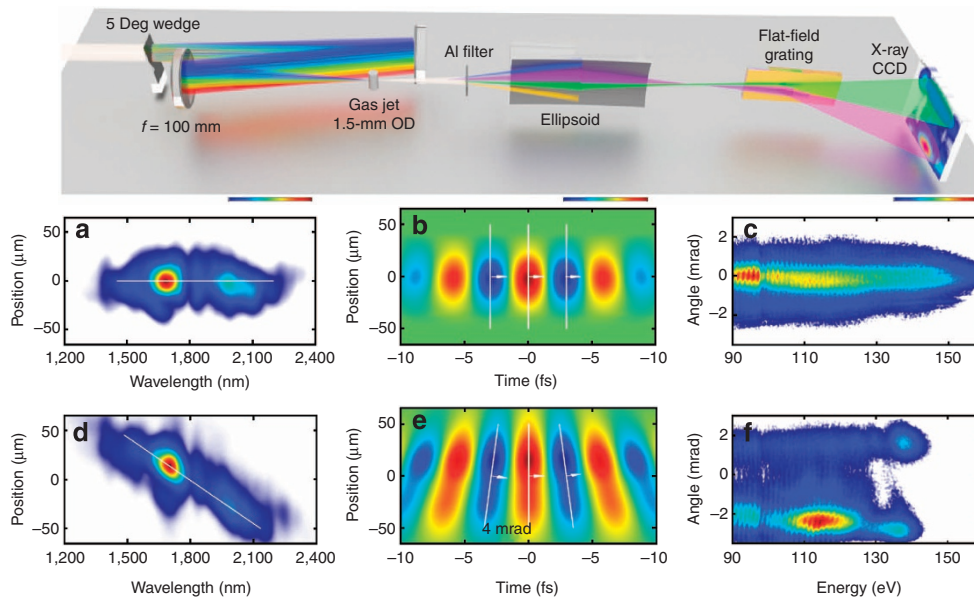 5 Deg wedge
f = 100 mm
Gas jet
1.5-mm OD
Al filter
Ellipsoid
Flat-field
grating
X-ray
CCD
a
Position (μm)
50
0
–50
1,200 1,500 1,800 2,100 2,400
Wavelength (nm)
b
Position (μm)
50
0
–50
–10 –5 –0 –5 –10
Time (fs)
c
Angle (mrad)
2
0
–2
90 110 130 150
d
Position (μm)
50
0
–50
1,200 1,500 1,800 2,100 2,400
Wavelength (nm)
e
Position (μm)
50
0
–50
4 mrad
–10 –5 –0 –5 –10
Time (fs)
f
Angle (mrad)
2
0
–2
90 110 130 150
Energy (eV)